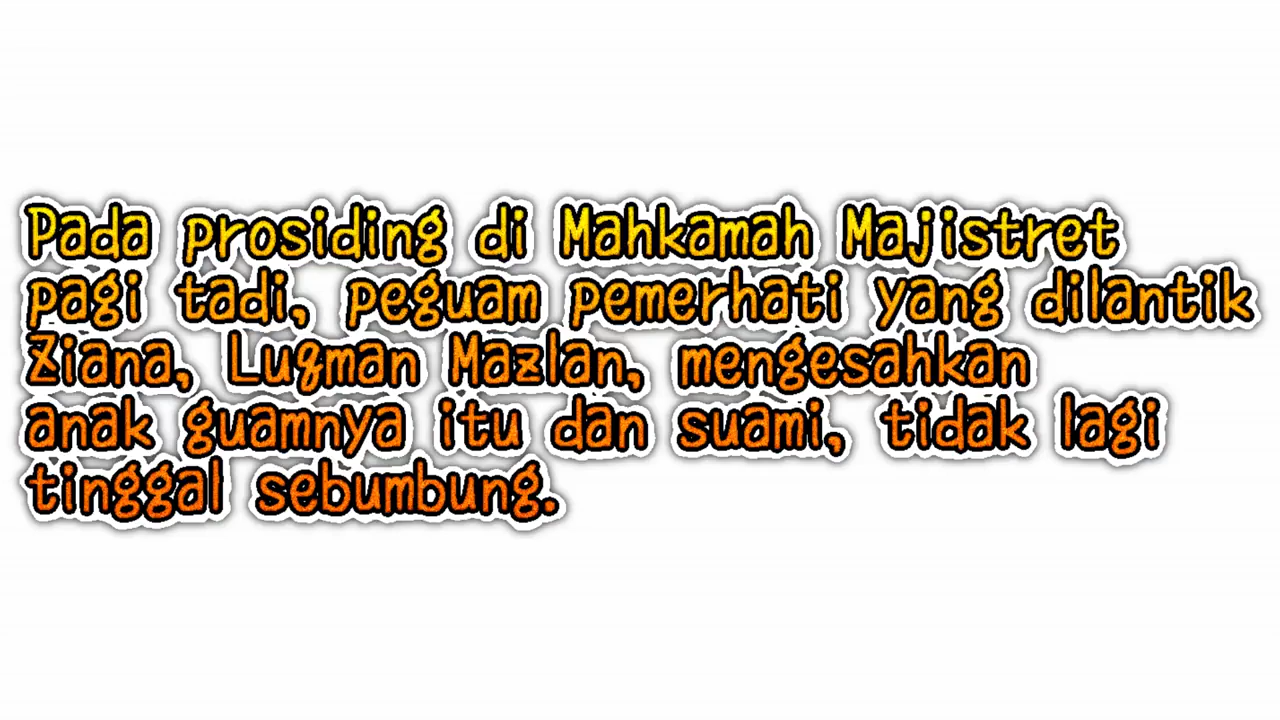 Pada prosiding di Mahkamah Majistret
pagi tadi, peguam pemerhati yang dilantik
Ziana, Luqman Mazlan, mengesahkan
anak guamnya itu dan suami, tidak lagi
tinggal sebumbung.